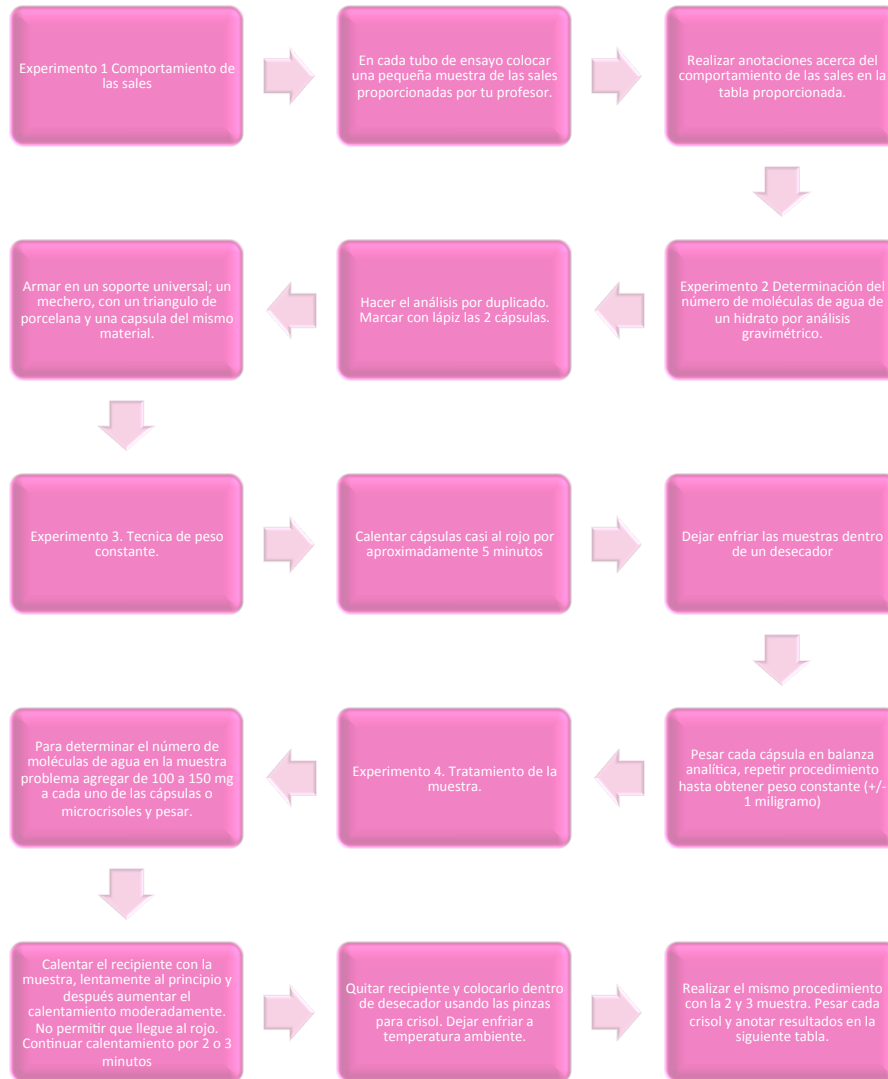 Experimento 1 Comportamiento de
las sales
En cada tubo de ensayo colocar
una pequeña muestra de las sales
proporcionadas por tu profesor.
Realizar anotaciones acerca del
comportamiento de las sales en la
tabla proporcionada.
Experimento 2 Determinación del
número de moléculas de agua de
un hidrato por análisis
gravimétrico.
Hacer el análisis por duplicado.
Marcar con lápiz las 2 cápsulas.
Armar en un soporte universal; un
mechero, con un triangulo de
porcelana y una capsula del mismo
material.
Experimento 3. Tecnica de peso
constante.
Calentar cápsulas casi al rojo por
aproximadamente 5 minutos
Dejar enfriar las muestras dentro
de un desecador
Pesar cada cápsula en balanza
analítica, repetir procedimiento
hasta obtener peso constante (+/-
1 miligramo)
Experimento 4. Tratamiento de la
muestra.
Para determinar el número de
moléculas de agua en la muestra
problema agregar de 100 a 150 mg
a cada uno de las cápsulas o
microcrisoles y pesar.
Calentar el recipiente con la
muestra, lentamente al principio y
después aumentar el
calentamiento moderadamente.
No permitir que llegue al rojo.
Continuar calentamiento por 2 o 3
minutos
Quitar recipiente y colocarlo dentro
de desecador usando las pinzas
para crisol. Dejar enfriar a
temperatura ambiente.
Realizar el mismo procedimiento
con la 2 y 3 muestra. Pesar cada
crisol y anotar resultados en la
siguiente tabla.